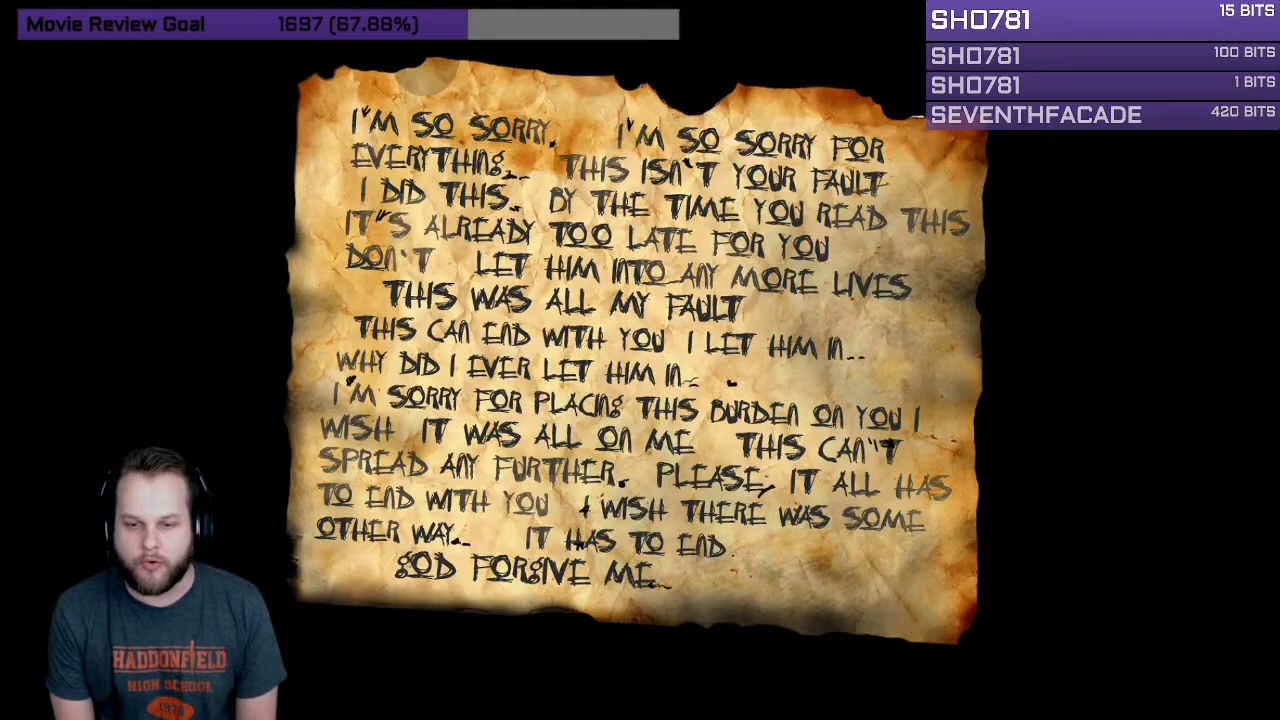 Movie Review Goal 1697 (67.88%)
SHO781 15 BITS
SHO781 100 BITS
SHO781 1 BITS
SEVENTHFACADE 420 BITS
I'M SO SORRY. I'M SO SORRY FOR
EVERYTHING... THIS ISN'T YOUR FAULT
I DID THIS.. BY THE TIME YOU READ THIS
IT'S ALREADY TOO LATE FOR YOU
DON'T LET HIM INTO ANY MORE LIVES
THIS WAS ALL MY FAULT
THIS CAN END WITH YOU I LET HIM IN...
WHY DID I EVER LET HIM IN...
I'M SORRY FOR PLACING THIS BURDEN ON YOU I
WISH IT WAS ALL ON ME THIS CAN'T
SPREAD ANY FURTHER. PLEASE, IT ALL HAS
TO END WITH YOU I WISH THERE WAS SOME
OTHER WAY... IT HAS TO END.
GOD FORGIVE ME...
HADDONFIELD
HIGH SCHOOL
1978